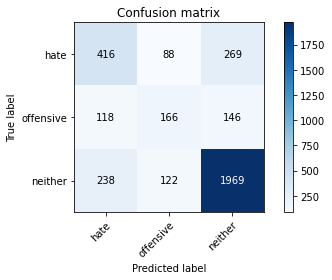 Confusion matrix
True label
hate 416 88 269
offensive 118 166 146
neither 238 122 1969
hate offensive neither
Predicted label
1750
1500
1250
1000
750
500
250